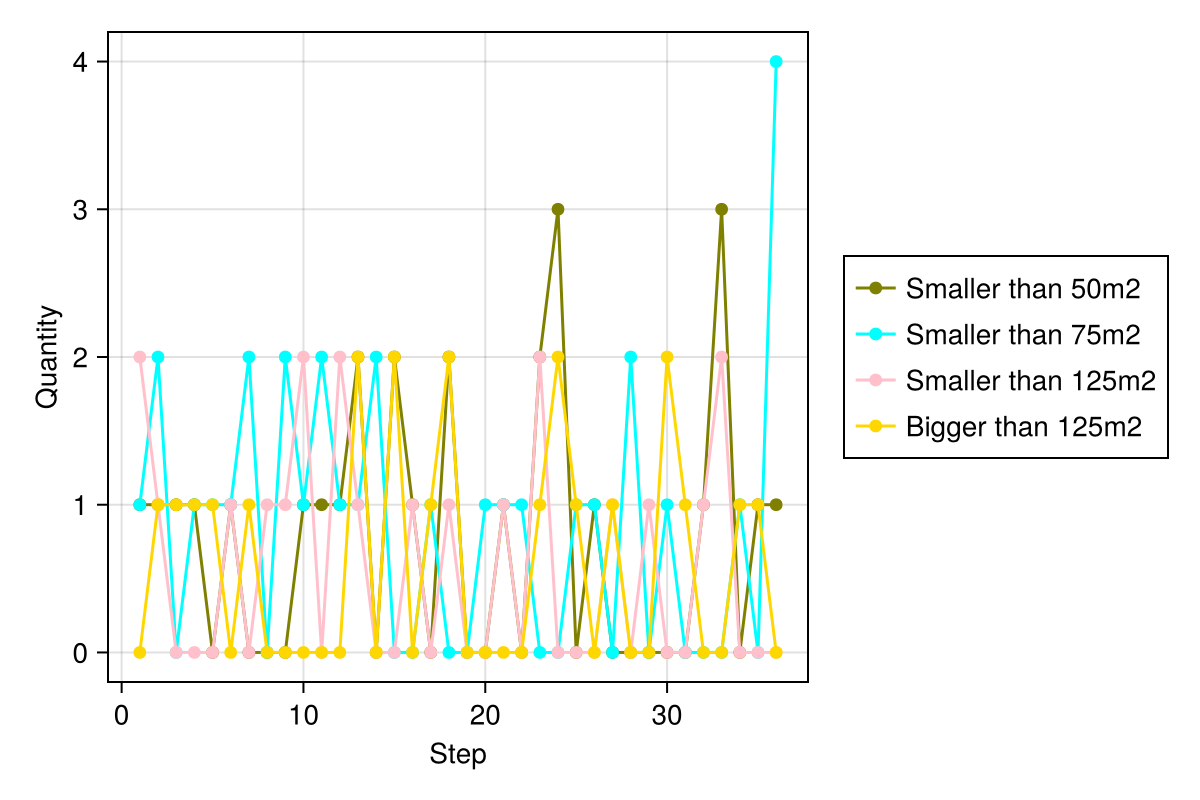 4
3
2
1
0
Quantity
0 10 20 30
Step
Smaller than 50m2
Smaller than 75m2
Smaller than 125m2
Bigger than 125m2